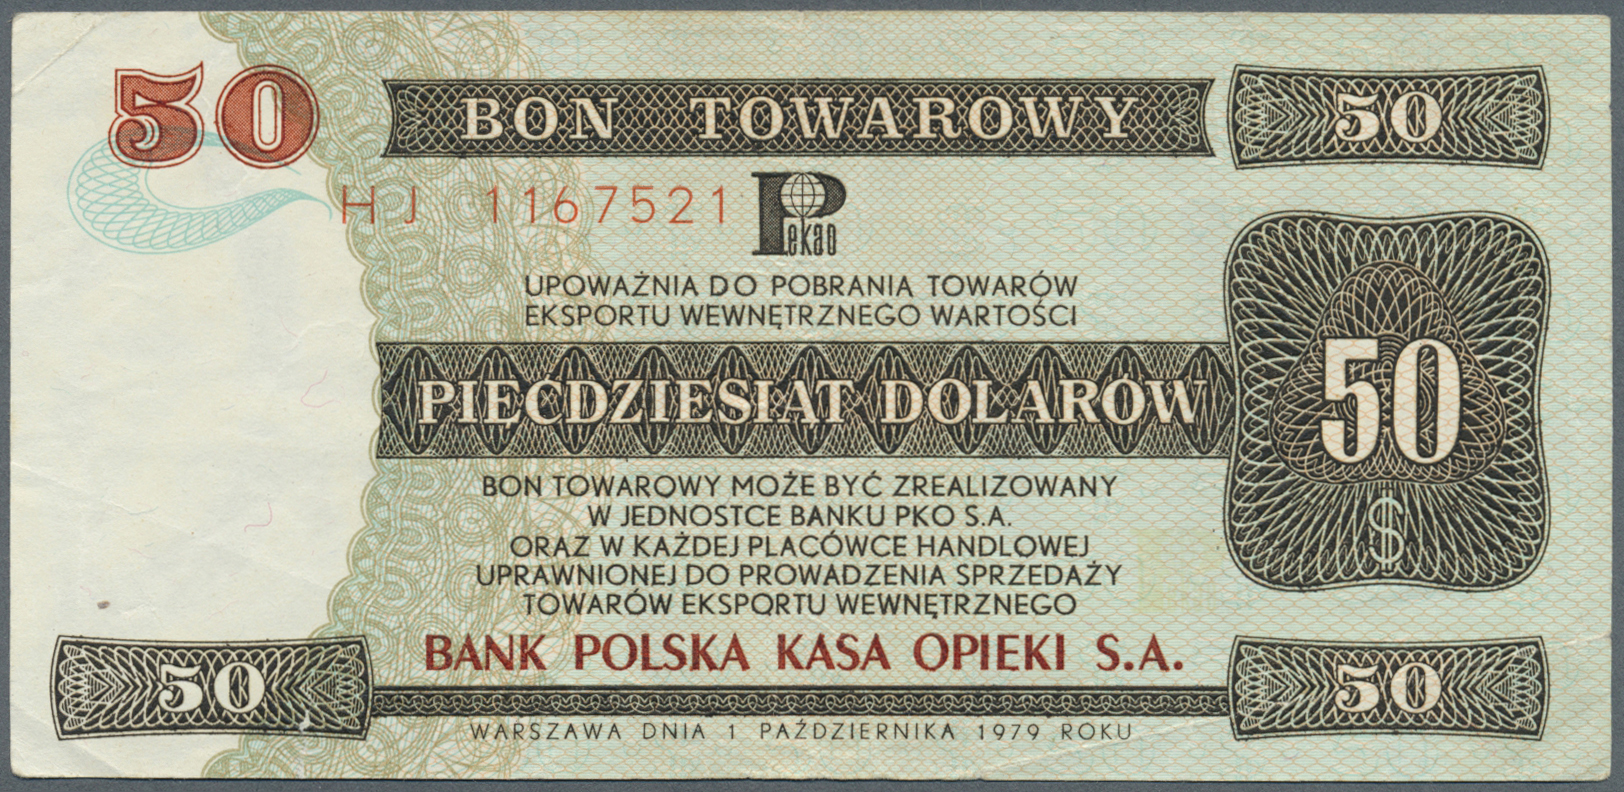 50
BON TOWAROWY
50
HJ 1167521
Pekao
UPOWAŻNIA DO POBRANIA TOWARÓW
EKSPORTU WEWNĘTRZNEGO WARTOŚCI
PIĘĆDZIESIĄT DOLARÓW
50
$
BON TOWAROWY MOŻE BYĆ ZREALIZOWANY
W JEDNOSTCE BANKU PKO S.A.
ORAZ W KAŻDEJ PLACÓWCE HANDLOWEJ
UPRAWNIONEJ DO PROWADZENIA SPRZEDAŻY
TOWARÓW EKSPORTU WEWNĘTRZNEGO
BANK POLSKA KASA OPIEKI S.A.
50
50
WARSZAWA DNIA 1 PAŹDZIERNIKA 1979 ROKU